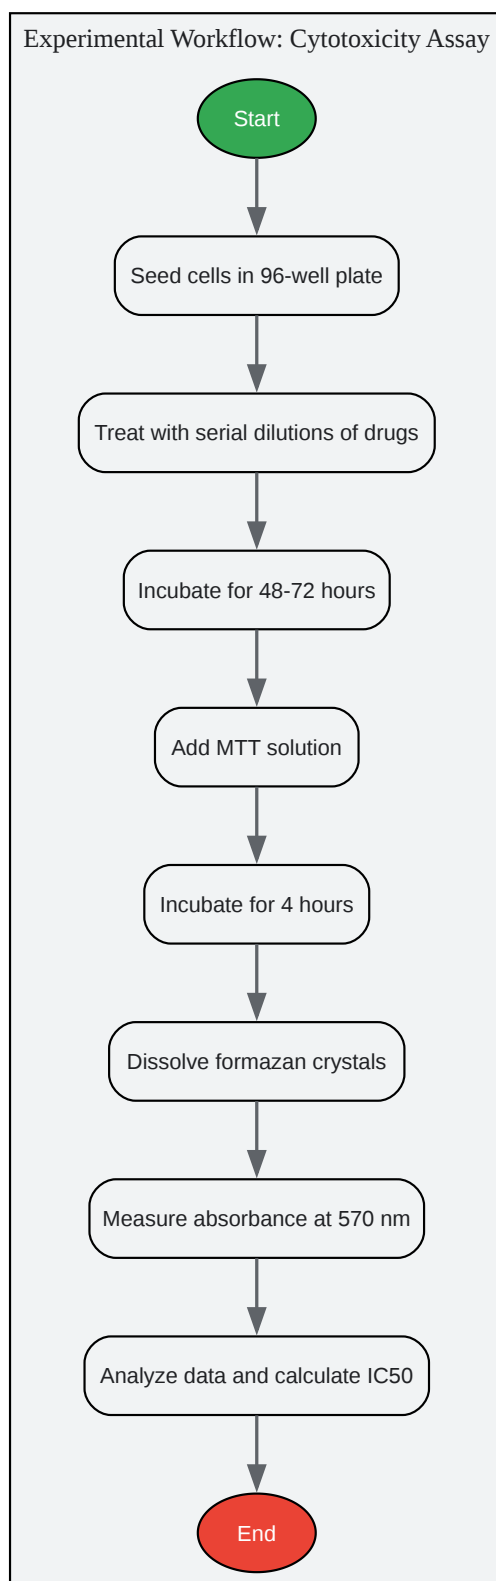 Experimental Workflow: Cytotoxicity Assay
Start
Seed cells in 96-well plate
Treat with serial dilutions of drugs
Incubate for 48-72 hours
Add MTT solution
Incubate for 4 hours
Dissolve formazan crystals
Measure absorbance at 570 nm
Analyze data and calculate IC50
End